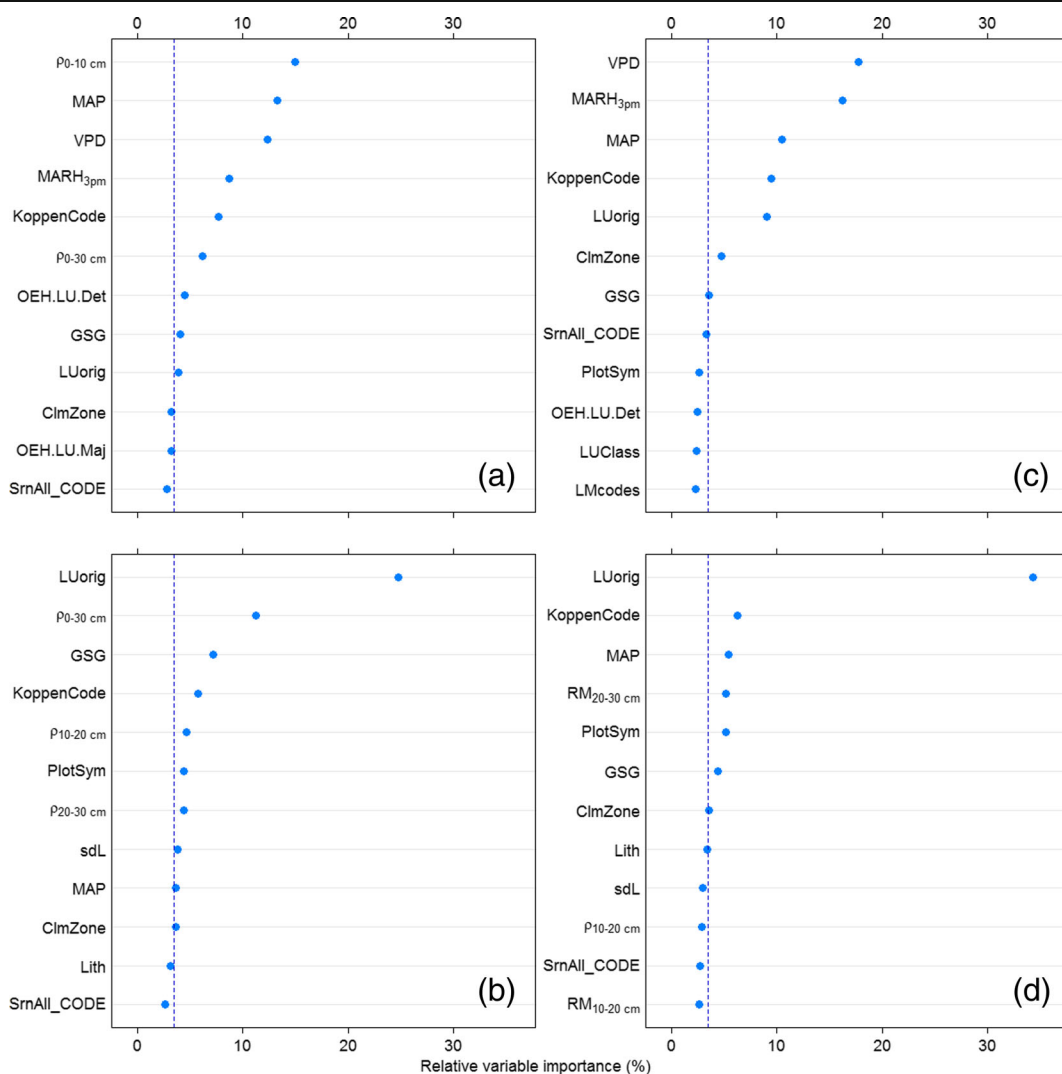 0 10 20 30
0 10 20 30
ρ0-10 cm
MAP
VPD
MARH3pm
KoppenCode
ρ0-30 cm
OEH.LU.Det
GSG
LUorig
ClmZone
OEH.LU.Maj
SrnAll_CODE
(a)
VPD
MARH3pm
MAP
KoppenCode
LUorig
ClmZone
GSG
SrnAll_CODE
PlotSym
OEH.LU.Det
LUClass
LMcodes
(c)
LUorig
ρ0-30 cm
GSG
KoppenCode
ρ10-20 cm
PlotSym
ρ20-30 cm
sdL
MAP
ClmZone
Lith
SrnAll_CODE
(b)
LUorig
KoppenCode
MAP
RM20-30 cm
PlotSym
GSG
ClmZone
Lith
sdL
ρ10-20 cm
SrnAll_CODE
RM10-20 cm
(d)
0 10 20 30
0 10 20 30
Relative variable importance (%)